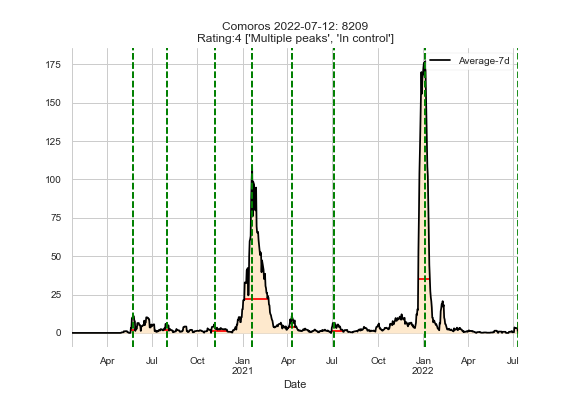 Comoros 2022-07-12: 8209
Rating:4 ['Multiple peaks', 'In control']
Average-7d
175
150
125
100
75
50
25
0
Apr Jul Oct Jan Apr Jul Oct Jan Apr Jul
2021 2022
Date